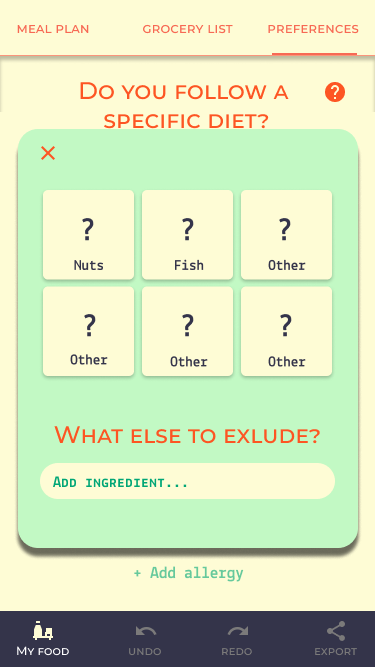 MEAL PLAN GROCERY LIST PREFERENCES
DO YOU FOLLOW A ?
SPECIFIC DIET?
×
? ? ?
Nuts Fish Other
? ? ?
Other Other Other
WHAT ELSE TO EXLUDE?
ADD INGREDIENT...
+ Add allergy
MY FOOD UNDO REDO EXPORT